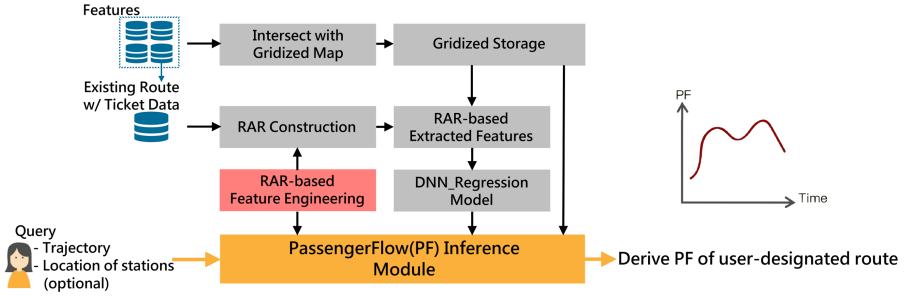 Features
Intersect with
Gridized Map
Gridized Storage
Existing Route
w/ Ticket Data
RAR Construction
RAR-based
Extracted Features
RAR-based
Feature Engineering
DNN_Regression
Model
PF
Time
Query
- Trajectory
- Location of stations
(optional)
PassengerFlow(PF) Inference
Module
Derive PF of user-designated route